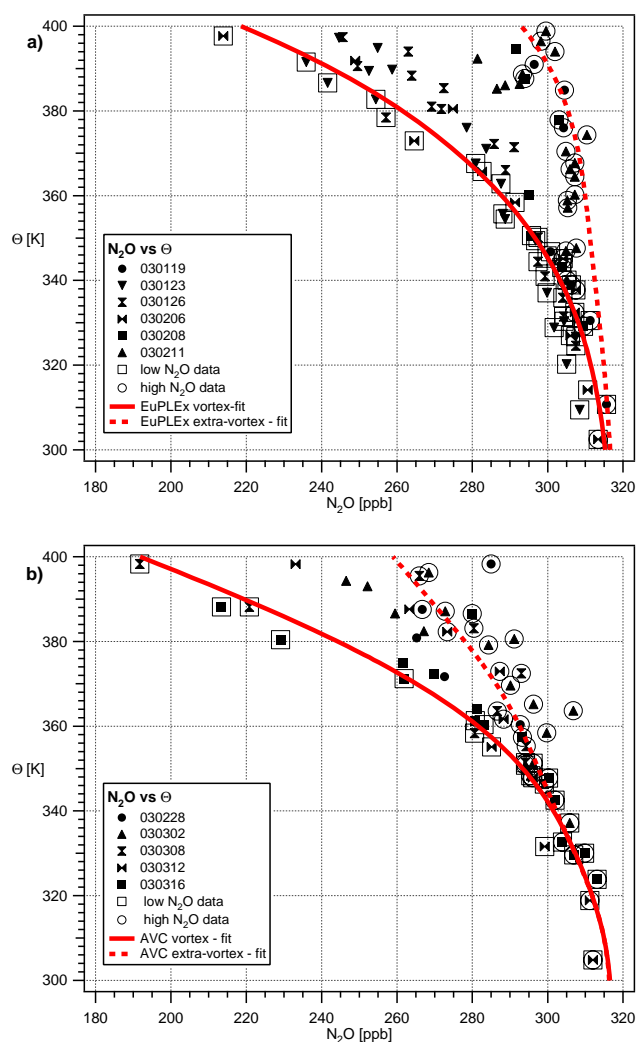 a)
400
380
360
340
320
300
Θ [K]
N₂O vs Θ
030119
030123
030126
030206
030208
030211
low N₂O data
high N₂O data
EuPLEx vortex-fit
EuPLEx extra-vortex - fit
180 200 220 240 260 280 300 320
N₂O [ppb]
b)
400
380
360
340
320
300
Θ [K]
N₂O vs Θ
030228
030302
030308
030312
030316
low N₂O data
high N₂O data
AVC vortex - fit
AVC extra-vortex - fit
180 200 220 240 260 280 300 320
N₂O [ppb]